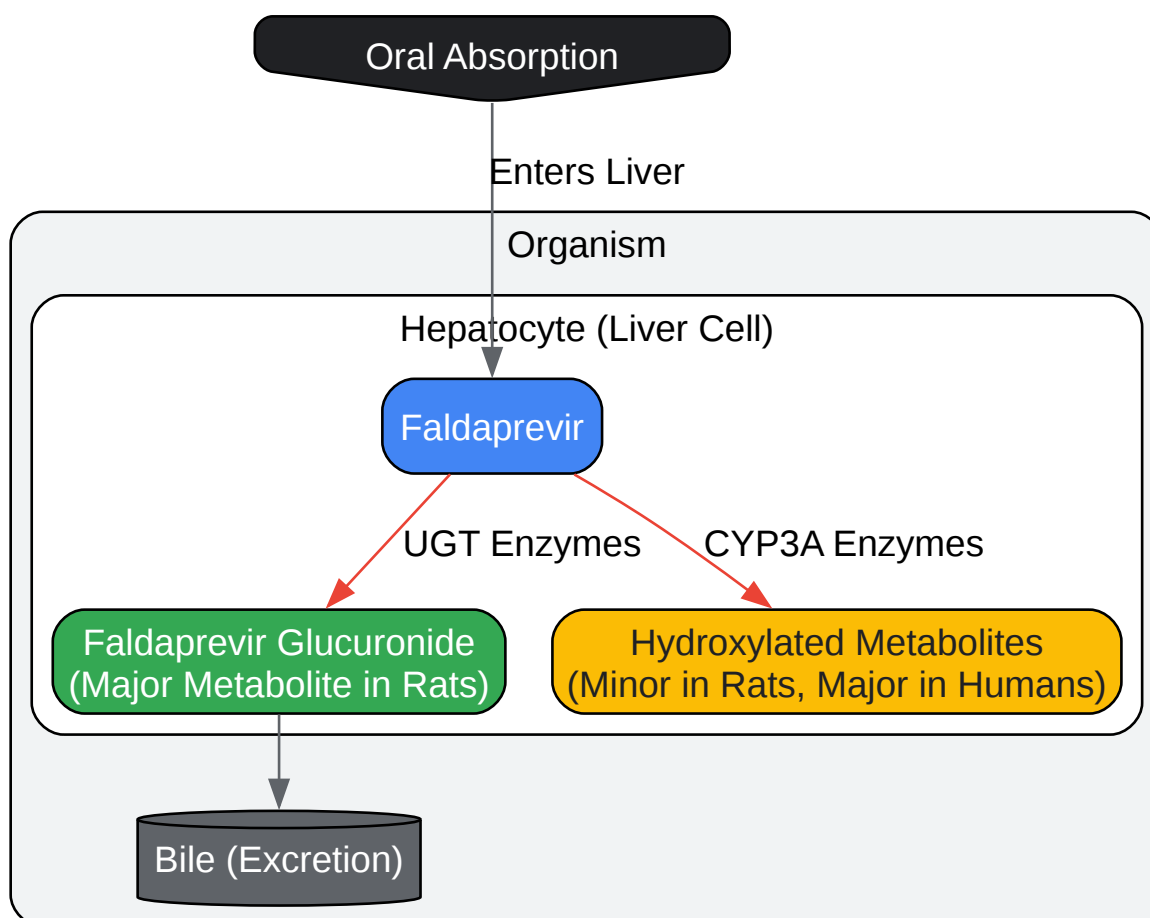 Oral Absorption
Enters Liver
Organism
Hepatocyte (Liver Cell)
Faldaprevir
UGT Enzymes
CYP3A Enzymes
Faldaprevir Glucuronide
(Major Metabolite in Rats)
Hydroxylated Metabolites
(Minor in Rats, Major in Humans)
Bile (Excretion)